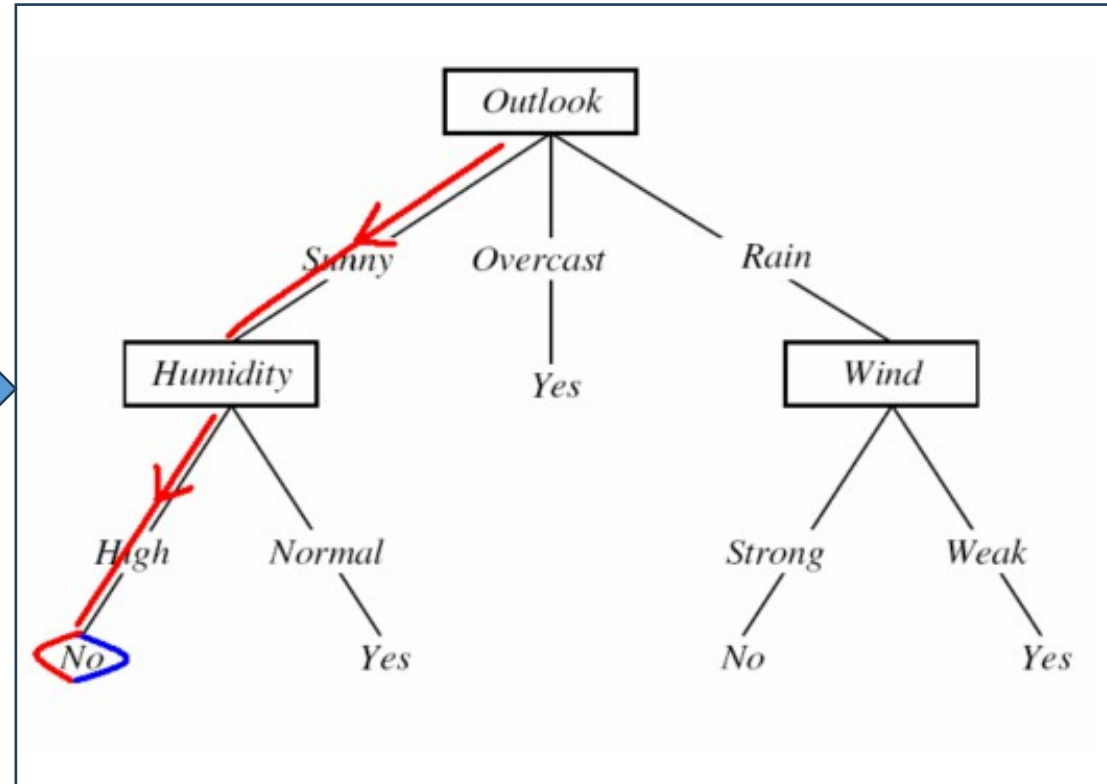 Outlook
Sunny Overcast Rain
Humidity Yes Wind
High Normal Strong Weak
No Yes No Yes